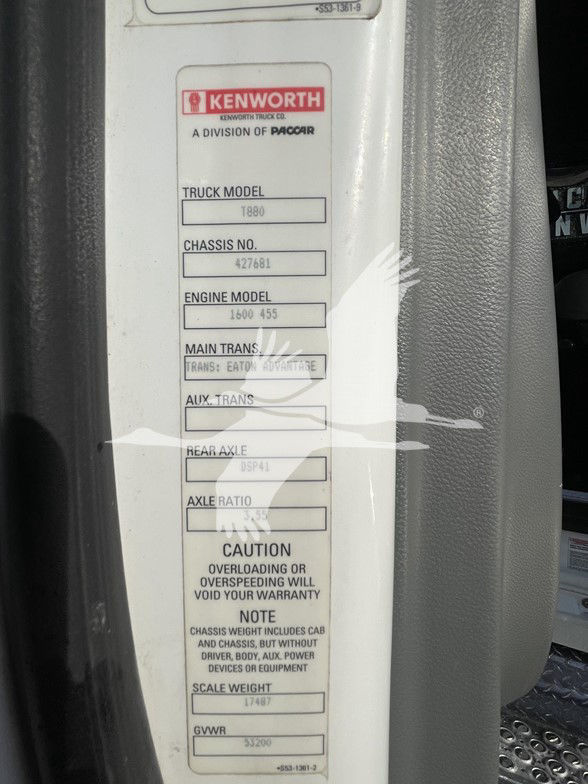 •S53-1361-9
KENWORTH
KENWORTH TRUCK CO.
A DIVISION OF PACCAR
TRUCK MODEL
T880
CHASSIS NO.
427681
ENGINE MODEL
1600 455
MAIN TRANS.
TRANS: EATON ADVANTAGE
AUX. TRANS
REAR AXLE
DSP41
AXLE RATIO
3.55
CAUTION
OVERLOADING OR
OVERSPEEDING WILL
VOID YOUR WARRANTY
NOTE
CHASSIS WEIGHT INCLUDES CAB
AND CHASSIS, BUT WITHOUT
DRIVER, BODY, AUX. POWER
DEVICES OR EQUIPMENT
SCALE WEIGHT
17487
GVWR
53200
•S53-1361-2
®